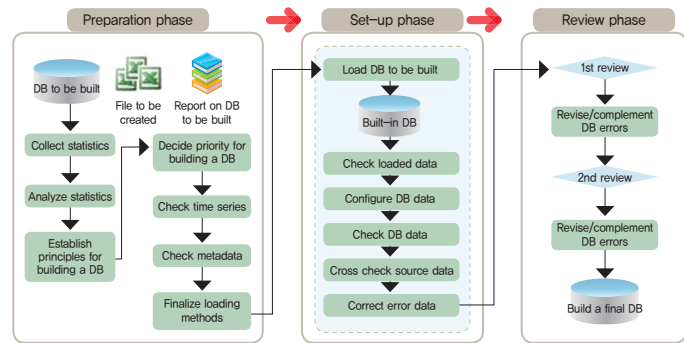 Preparation phase
Set-up phase
Review phase
DB to be built
File to be
created
Report on DB
to be built
Collect statistics
Analyze statistics
Establish
principles for
building a DB
Decide priority for
building a DB
Check time series
Check metadata
Finalize loading
methods
Load DB to be built
Built-in DB
Check loaded data
Configure DB data
Check DB data
Cross check source data
Correct error data
1st review
Revise/complement
DB errors
2nd review
Revise/complement
DB errors
Build a final DB